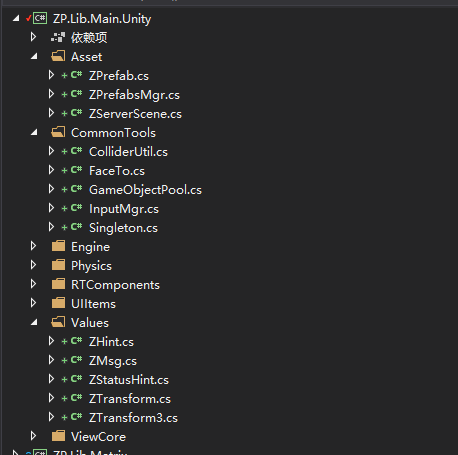 ZP.Lib.Main.Unity
依赖项
Asset
ZPrefab.cs
ZPrefabsMgr.cs
ZServerScene.cs
CommonTools
ColliderUtil.cs
FaceTo.cs
GameObjectPool.cs
InputMgr.cs
Singleton.cs
Engine
Physics
RTComponents
UIItems
Values
ZHint.cs
ZMsg.cs
ZStatusHint.cs
ZTransform.cs
ZTransform3.cs
ViewCore
ZP.Lib.Matrix